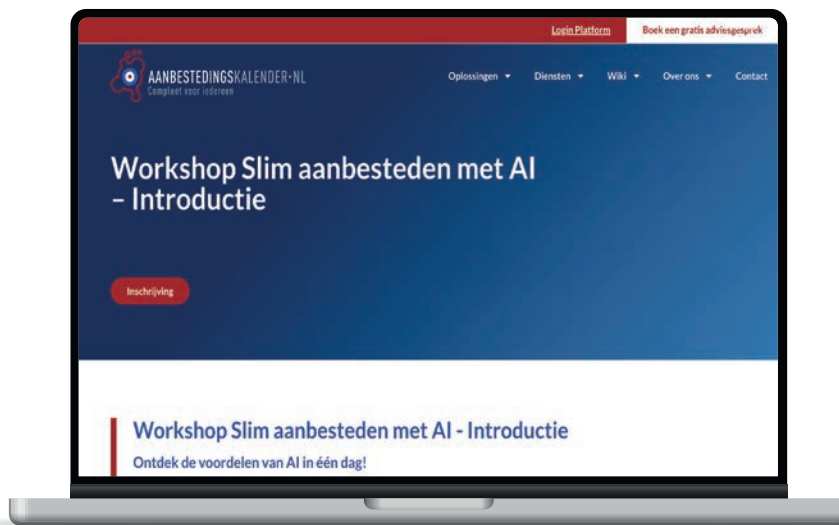 Login Platform
Boek een gratis adviesgesprek
AANBESTEDINGSKALENDER·NL
Compleet voor iedereen
Oplossingen
Diensten
Wiki
Over ons
Contact
Workshop Slim aanbesteden met AI
– Introductie
Inschrijving
Workshop Slim aanbesteden met AI - Introductie
Ontdek de voordelen van AI in één dag!